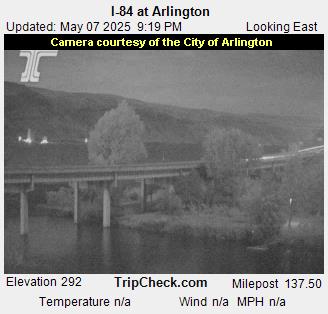 I-84 at Arlington
Updated: May 07 2025 9:19 PM Looking East
Camera courtesy of the City of Arlington
Elevation 292 TripCheck.com Milepost 137.50
Temperature n/a Wind n/a MPH n/a